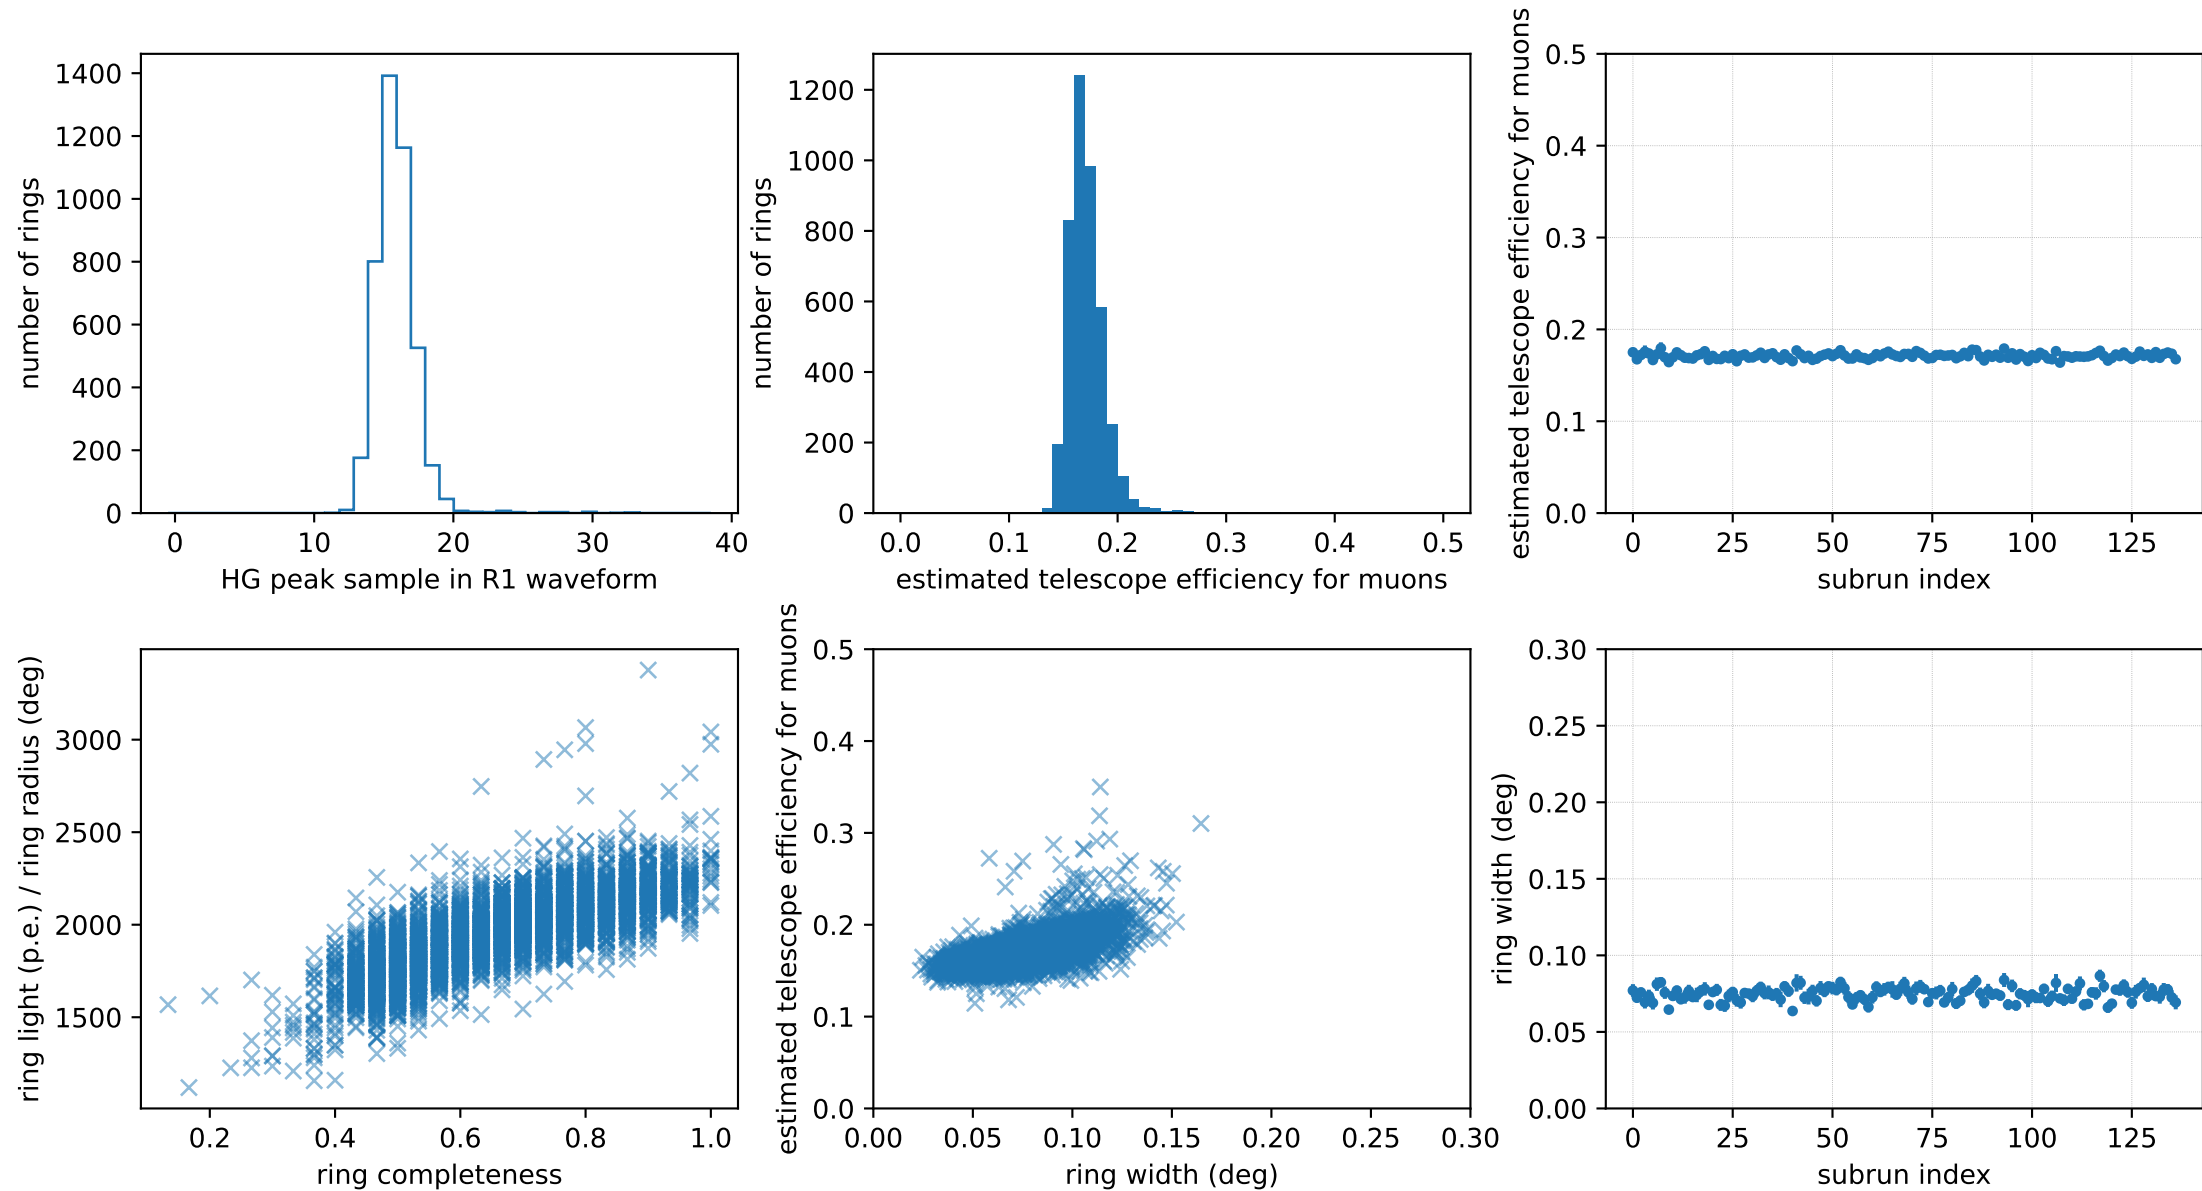 number of rings
1400
1200
1000
800
600
400
200
0
0 10 20 30 40
HG peak sample in R1 waveform
number of rings
1200
1000
800
600
400
200
0
0.0 0.1 0.2 0.3 0.4 0.5
estimated telescope efficiency for muons
estimated telescope efficiency for muons
0.5
0.4
0.3
0.2
0.1
0.0
0 25 50 75 100 125
subrun index
ring light (p.e.) / ring radius (deg)
3000
2500
2000
1500
0.2 0.4 0.6 0.8 1.0
ring completeness
estimated telescope efficiency for muons
0.5
0.4
0.3
0.2
0.1
0.0
0.00 0.05 0.10 0.15 0.20 0.25 0.30
ring width (deg)
ring width (deg)
0.30
0.25
0.20
0.15
0.10
0.05
0.00
0 25 50 75 100 125
subrun index